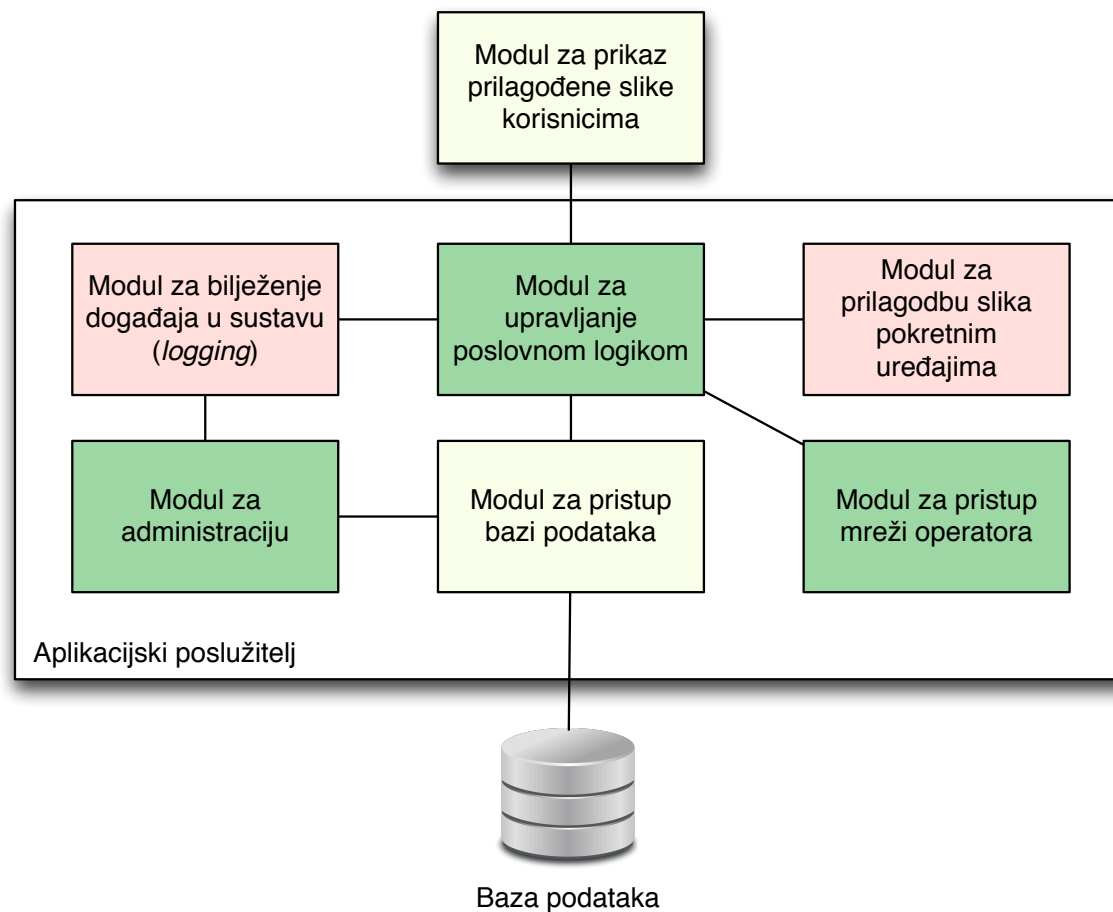 Modul za prikaz
prilagođene slike
korisnicima
Modul za bilježenje
događaja u sustavu
(logging)
Modul za
upravljanje
poslovnom logikom
Modul za
prilagodbu slika
pokretnim
uređajima
Modul za
administraciju
Modul za pristup
bazi podataka
Modul za pristup
mreži operatora
Aplikacijski poslužitelj
Baza podataka